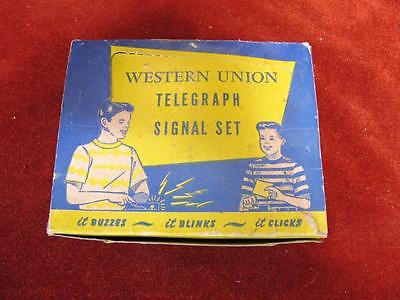 WESTERN UNION
TELEGRAPH
SIGNAL SET
it BUZZES ~ it BLINKS ~ it CLICKS